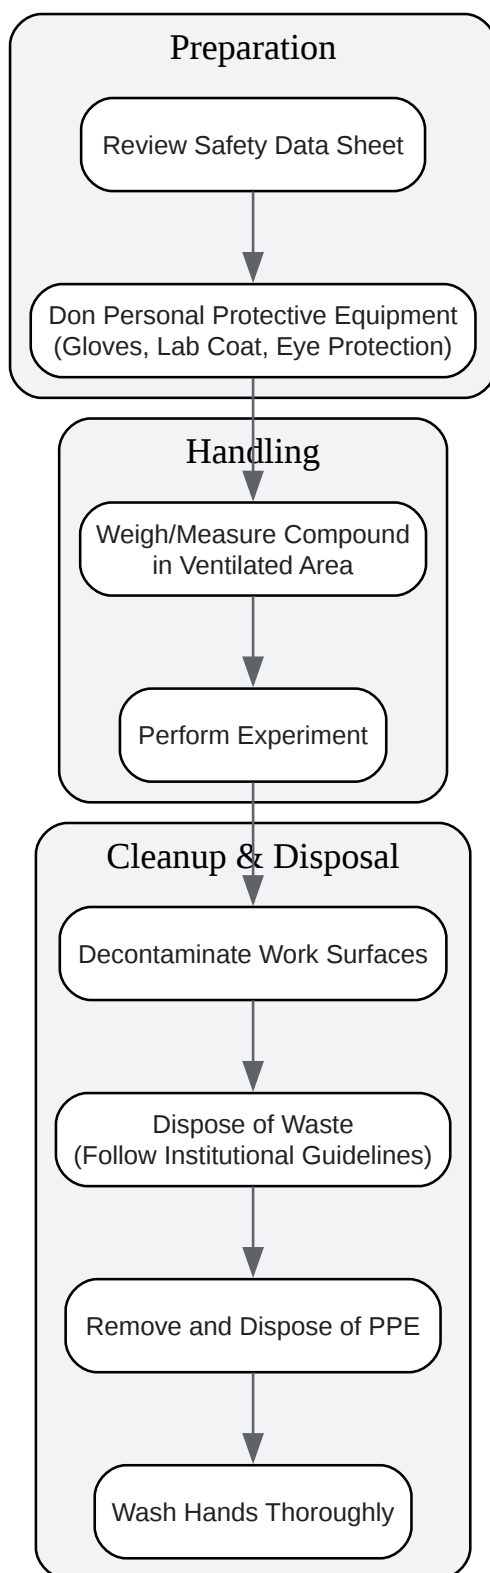 Preparation
Review Safety Data Sheet
Don Personal Protective Equipment
(Gloves, Lab Coat, Eye Protection)
Handling
Weigh/Measure Compound
in Ventilated Area
Perform Experiment
Cleanup & Disposal
Decontaminate Work Surfaces
Dispose of Waste
(Follow Institutional Guidelines)
Remove and Dispose of PPE
Wash Hands Thoroughly